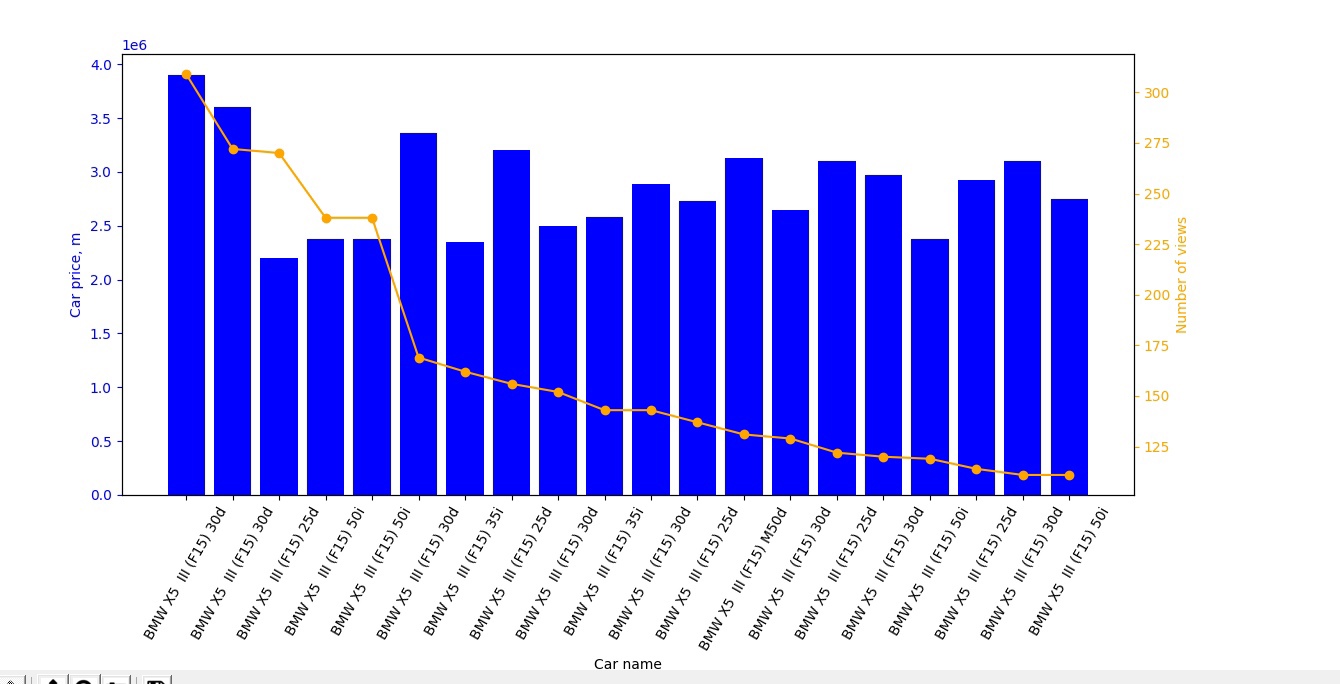 1e6
4.0
3.5
3.0
2.5
2.0
1.5
1.0
0.5
0.0
Car price, m
300
275
250
225
200
175
150
125
Number of views
BMW X5  III (F15) 30d
BMW X5  III (F15) 30d
BMW X5  III (F15) 25d
BMW X5  III (F15) 50i
BMW X5  III (F15) 50i
BMW X5  III (F15) 30d
BMW X5  III (F15) 35i
BMW X5  III (F15) 25d
BMW X5  III (F15) 30d
BMW X5  III (F15) 35i
BMW X5  III (F15) 30d
BMW X5  III (F15) 25d
BMW X5  III (F15) M50d
BMW X5  III (F15) 30d
BMW X5  III (F15) 25d
BMW X5  III (F15) 30d
BMW X5  III (F15) 50i
BMW X5  III (F15) 25d
BMW X5  III (F15) 30d
BMW X5  III (F15) 50i
Car name